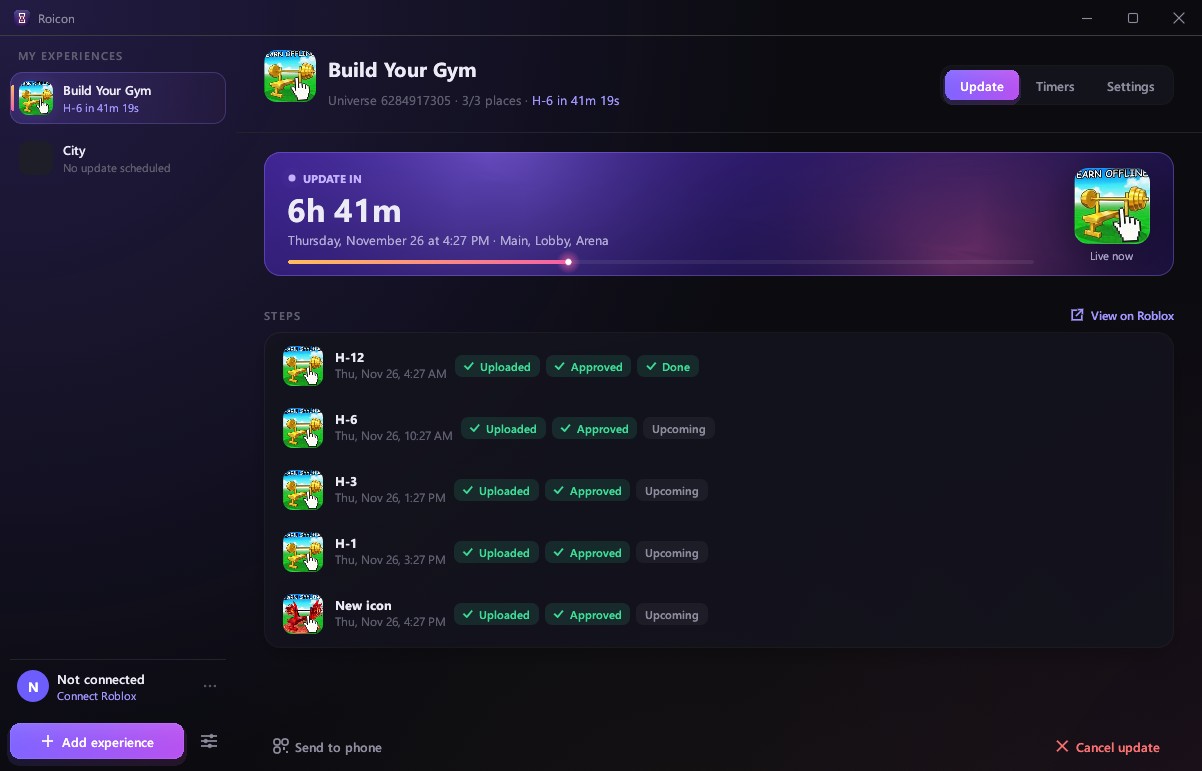 Roicon
MY EXPERIENCES
Build Your Gym
H-6 in 41m 19s
City
No update scheduled
Not connected
Connect Roblox
N
Add experience
EARN OFFLINE
Build Your Gym
Universe 6284917305 · 3/3 places · H-6 in 41m 19s
Update
Timers
Settings
UPDATE IN
6h 41m
Thursday, November 26 at 4:27 PM · Main, Lobby, Arena
EARN OFFLINE
Live now
STEPS
View on Roblox
H-12
Thu, Nov 26, 4:27 AM
Uploaded
Approved
Done
H-6
Thu, Nov 26, 10:27 AM
Uploaded
Approved
Upcoming
H-3
Thu, Nov 26, 1:27 PM
Uploaded
Approved
Upcoming
H-1
Thu, Nov 26, 3:27 PM
Uploaded
Approved
Upcoming
New icon
Thu, Nov 26, 4:27 PM
Uploaded
Approved
Upcoming
Send to phone
Cancel update